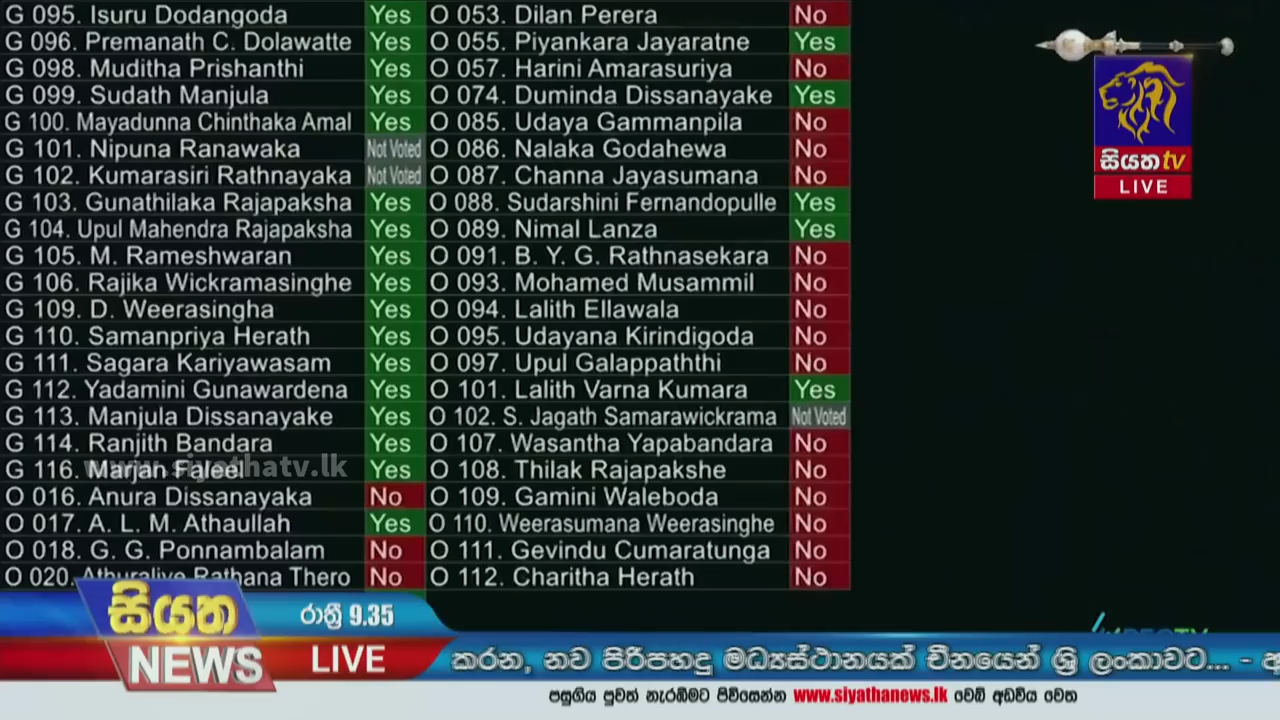 G 095. Isuru Dodangoda Yes
G 096. Premanath C. Dolawatte Yes
G 098. Muditha Prishanthi Yes
G 099. Sudath Manjula Yes
G 100. Mayadunna Chinthaka Amal Yes
G 101. Nipuna Ranawaka Not Voted
G 102. Kumarasiri Rathnayaka Not Voted
G 103. Gunathilaka Rajapaksha Yes
G 104. Upul Mahendra Rajapaksha Yes
G 105. M. Rameshwaran Yes
G 106. Rajika Wickramasinghe Yes
G 109. D. Weerasingha Yes
G 110. Samanpriya Herath Yes
G 111. Sagara Kariyawasam Yes
G 112. Yadamini Gunawardena Yes
G 113. Manjula Dissanayake Yes
G 114. Ranjith Bandara Yes
G 116. Marjan Faleel Yes
O 016. Anura Dissanayaka No
O 017. A. L. M. Athaullah Yes
O 018. G. G. Ponnambalam No
O 020. Athuraliye Rathana Thero No
O 053. Dilan Perera No
O 055. Piyankara Jayaratne Yes
O 057. Harini Amarasuriya No
O 074. Duminda Dissanayake Yes
O 085. Udaya Gammanpila No
O 086. Nalaka Godahewa No
O 087. Channa Jayasumana No
O 088. Sudarshini Fernandopulle Yes
O 089. Nimal Lanza Yes
O 091. B. Y. G. Rathnasekara No
O 093. Mohamed Musammil No
O 094. Lalith Ellawala No
O 095. Udayana Kirindigoda No
O 097. Upul Galappaththi No
O 101. Lalith Varna Kumara Yes
O 102. S. Jagath Samarawickrama Not Voted
O 107. Wasantha Yapabandara No
O 108. Thilak Rajapakshe No
O 109. Gamini Waleboda No
O 110. Weerasumana Weerasinghe No
O 111. Gevindu Cumaratunga No
O 112. Charitha Herath No
www.siyathatv.lk
සියත tv
LIVE
සියත රාත්‍රී 9.35
NEWS LIVE
කරන, නව පිරිපහදු මධ්‍යස්ථානයක් චීනයෙන් ශ්‍රි ලංකාවට... -
පසුගිය පුවත් නැරඹීමට පිවිසෙන්න www.siyathanews.lk වෙබ් අඩවිය වෙත